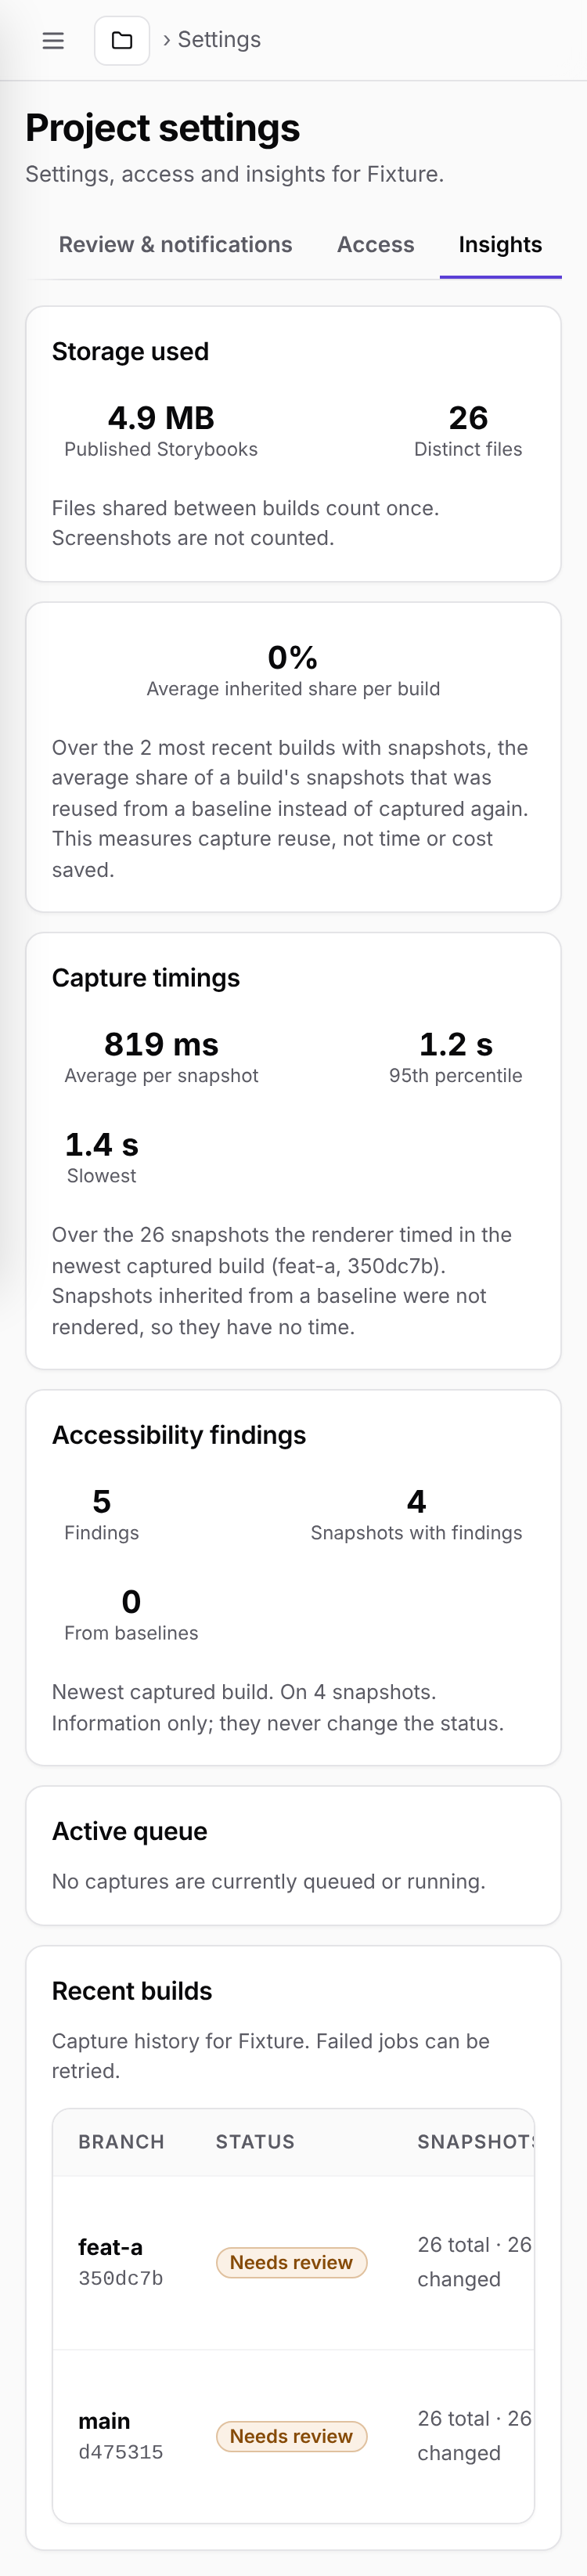 › Settings
Project settings
Settings, access and insights for Fixture.
Review & notifications Access Insights
Storage used
4.9 MB 26
Published Storybooks Distinct files
Files shared between builds count once.
Screenshots are not counted.
0%
Average inherited share per build
Over the 2 most recent builds with snapshots, the
average share of a build's snapshots that was
reused from a baseline instead of captured again.
This measures capture reuse, not time or cost
saved.
Capture timings
819 ms 1.2 s
Average per snapshot 95th percentile
1.4 s
Slowest
Over the 26 snapshots the renderer timed in the
newest captured build (feat-a, 350dc7b).
Snapshots inherited from a baseline were not
rendered, so they have no time.
Accessibility findings
5 4
Findings Snapshots with findings
0
From baselines
Newest captured build. On 4 snapshots.
Information only; they never change the status.
Active queue
No captures are currently queued or running.
Recent builds
Capture history for Fixture. Failed jobs can be
retried.
BRANCH STATUS SNAPSHOTS
feat-a Needs review 26 total · 26
350dc7b changed
main Needs review 26 total · 26
d475315 changed